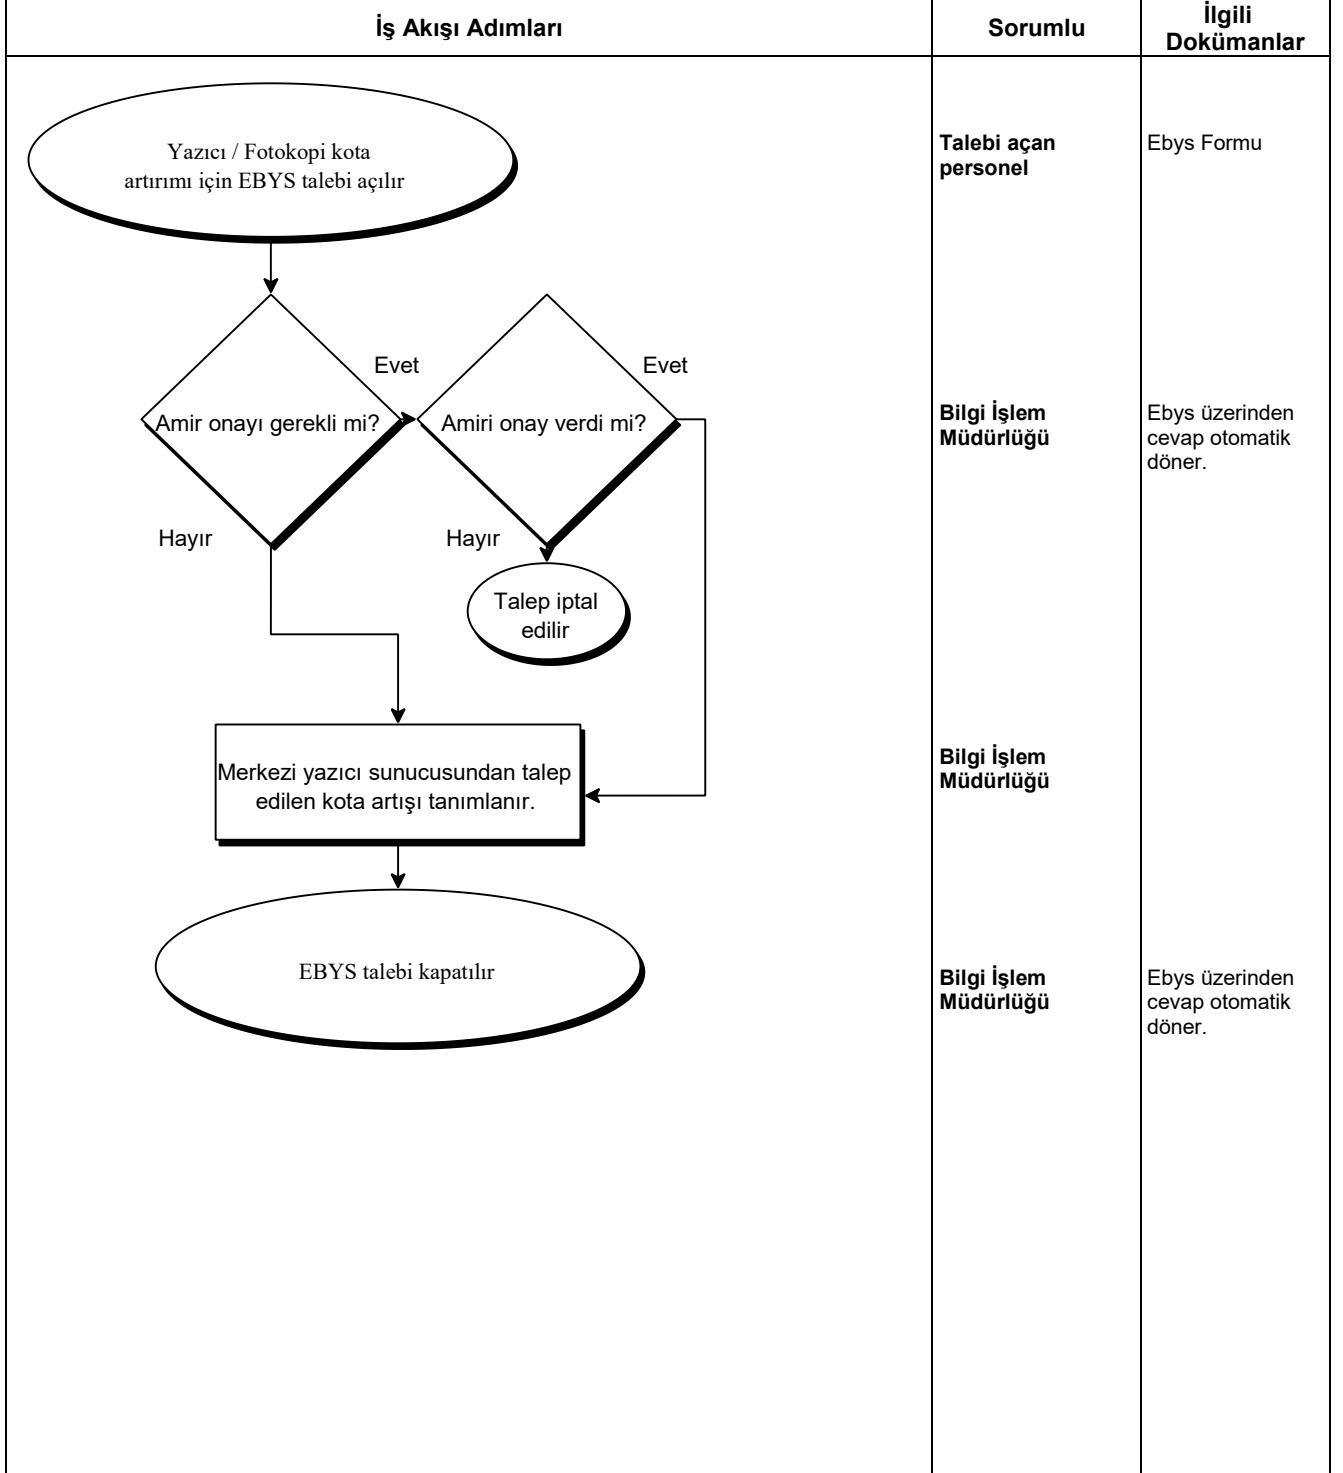 İş Akışı Adımları
Sorumlu
İlgili
Dokümanlar
Yazıcı / Fotokopi kota
artırımı için EBYS talebi açılır
Talebi açan
personel
Ebys Formu
Evet
Evet
Amir onayı gerekli mi?
Amiri onay verdi mi?
Bilgi İşlem
Müdürlüğü
Ebys üzerinden
cevap otomatik
döner.
Hayır
Hayır
Talep iptal
edilir
Merkezi yazıcı sunucusundan talep
edilen kota artışı tanımlanır.
Bilgi İşlem
Müdürlüğü
EBYS talebi kapatılır
Bilgi İşlem
Müdürlüğü
Ebys üzerinden
cevap otomatik
döner.